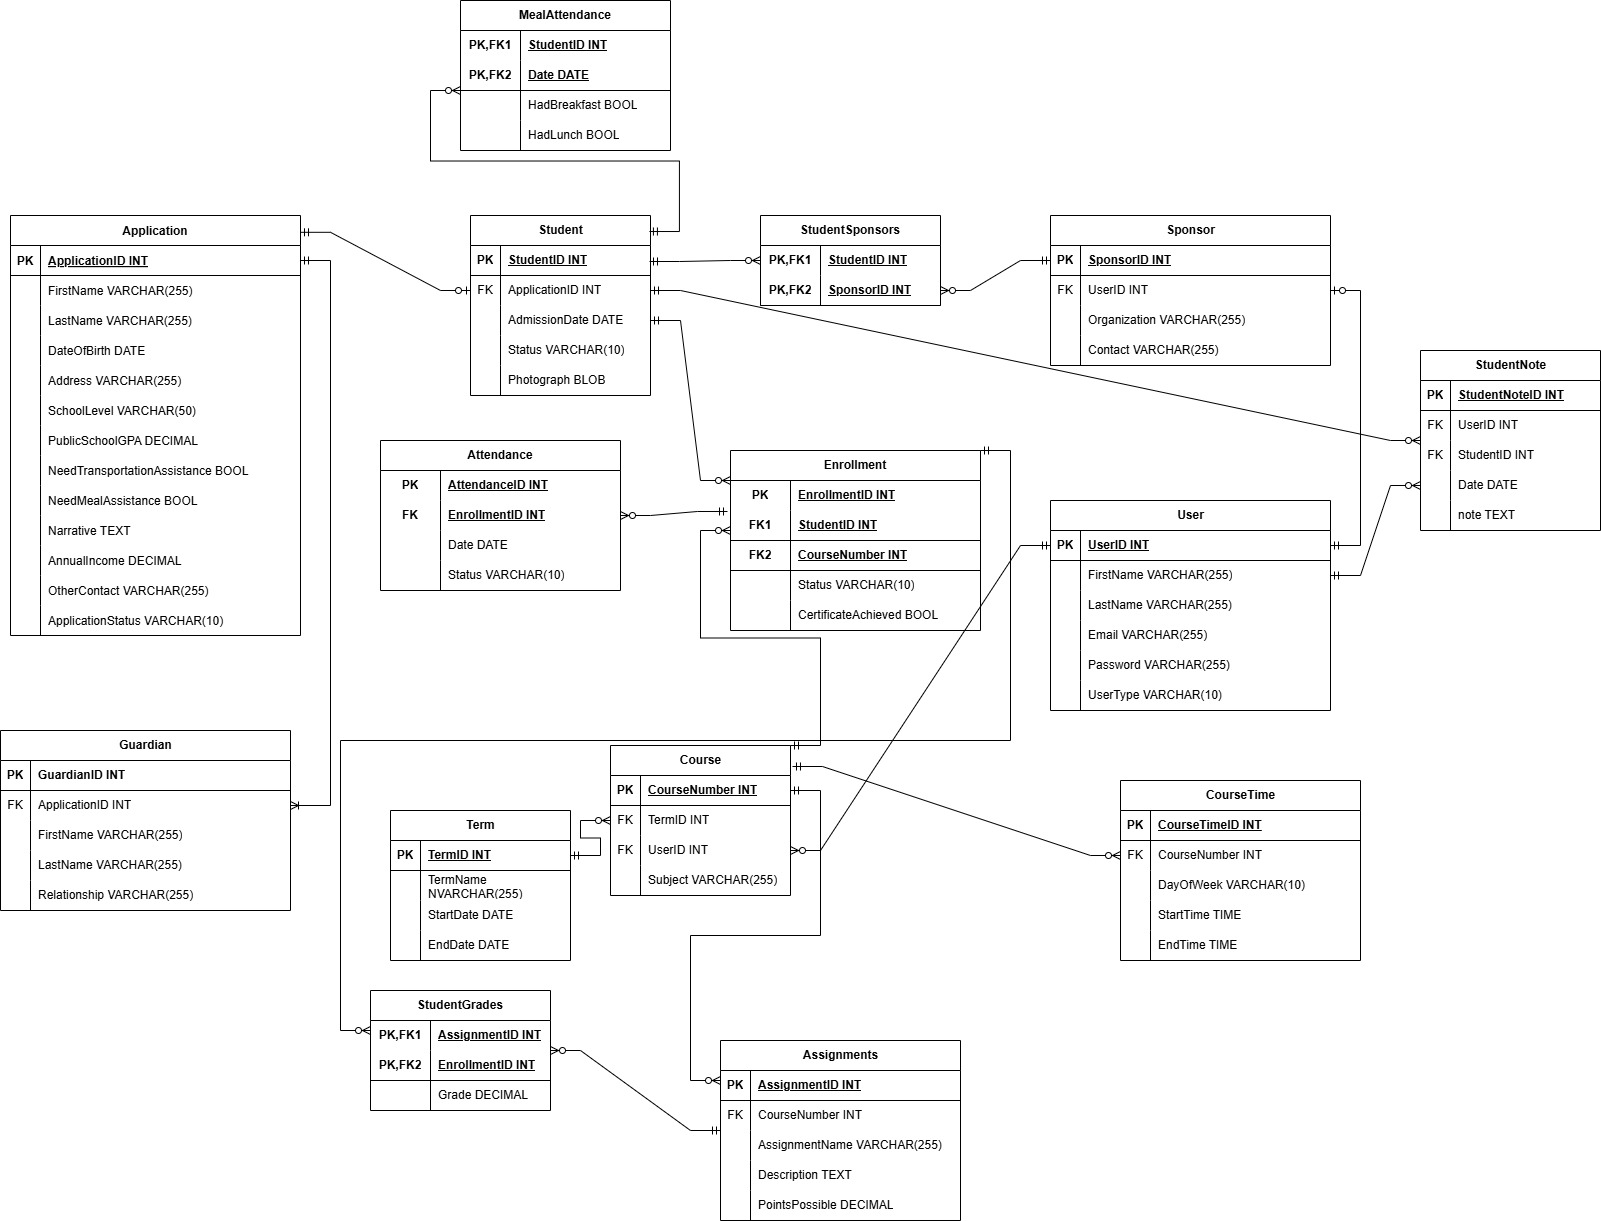 MealAttendance
PK,FK1 StudentID INT
PK,FK2 Date DATE
HadBreakfast BOOL
HadLunch BOOL
Application
PK ApplicationID INT
FirstName VARCHAR(255)
LastName VARCHAR(255)
DateOfBirth DATE
Address VARCHAR(255)
SchoolLevel VARCHAR(50)
PublicSchoolGPA DECIMAL
NeedTransportationAssistance BOOL
NeedMealAssistance BOOL
Narrative TEXT
AnnualIncome DECIMAL
OtherContact VARCHAR(255)
ApplicationStatus VARCHAR(10)
Student
PK StudentID INT
FK ApplicationID INT
AdmissionDate DATE
Status VARCHAR(10)
Photograph BLOB
StudentSponsors
PK,FK1 StudentID INT
PK,FK2 SponsorID INT
Sponsor
PK SponsorID INT
FK UserID INT
Organization VARCHAR(255)
Contact VARCHAR(255)
StudentNote
PK StudentNoteID INT
FK UserID INT
FK StudentID INT
Date DATE
note TEXT
Attendance
PK AttendanceID INT
FK EnrollmentID INT
Date DATE
Status VARCHAR(10)
Enrollment
PK EnrollmentID INT
FK1 StudentID INT
FK2 CourseNumber INT
Status VARCHAR(10)
CertificateAchieved BOOL
User
PK UserID INT
FirstName VARCHAR(255)
LastName VARCHAR(255)
Email VARCHAR(255)
Password VARCHAR(255)
UserType VARCHAR(10)
Guardian
PK GuardianID INT
FK ApplicationID INT
FirstName VARCHAR(255)
LastName VARCHAR(255)
Relationship VARCHAR(255)
Term
PK TermID INT
TermName
NVARCHAR(255)
StartDate DATE
EndDate DATE
Course
PK CourseNumber INT
FK TermID INT
FK UserID INT
Subject VARCHAR(255)
CourseTime
PK CourseTimeID INT
FK CourseNumber INT
DayOfWeek VARCHAR(10)
StartTime TIME
EndTime TIME
StudentGrades
PK,FK1 AssignmentID INT
PK,FK2 EnrollmentID INT
Grade DECIMAL
Assignments
PK AssignmentID INT
FK CourseNumber INT
AssignmentName VARCHAR(255)
Description TEXT
PointsPossible DECIMAL